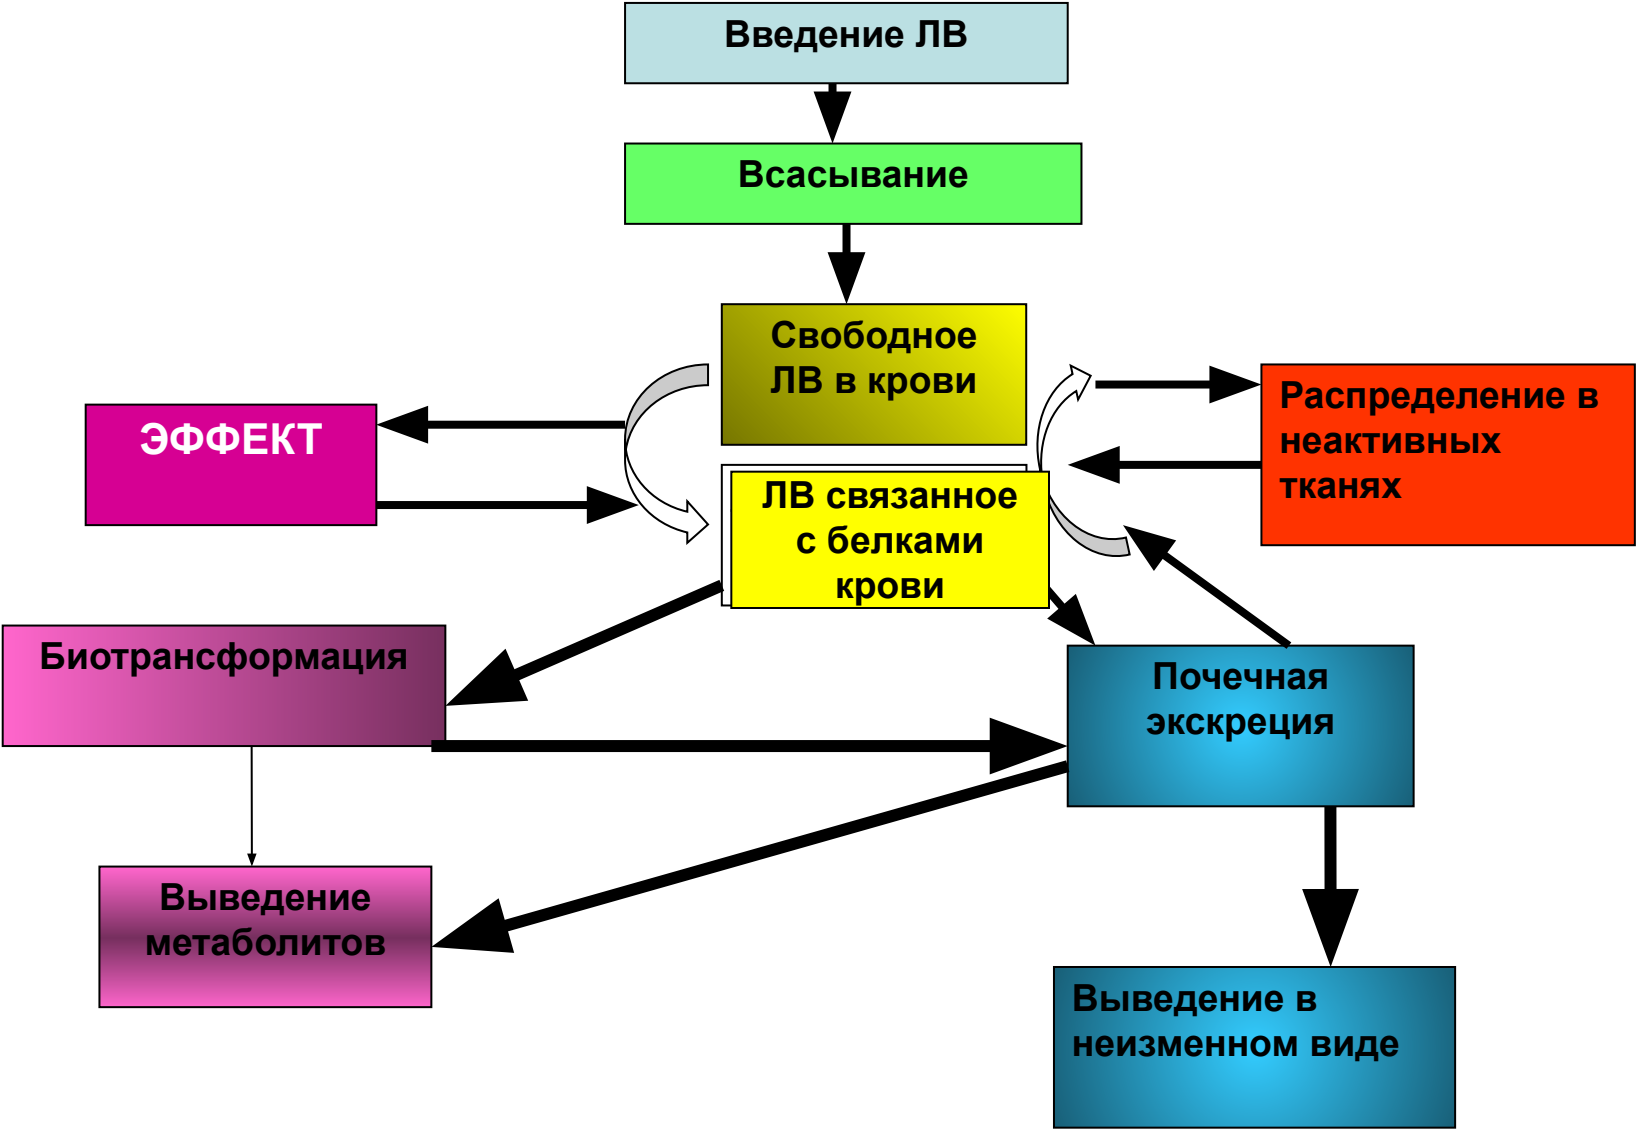 Введение ЛВ
Всасывание
Свободное
ЛВ в крови
ЭФФЕКТ
Распределение в
неактивных
тканях
ЛВ связанное
с белками
крови
Биотрансформация
Почечная
экскреция
Выведение
метаболитов
Выведение в
неизменном виде